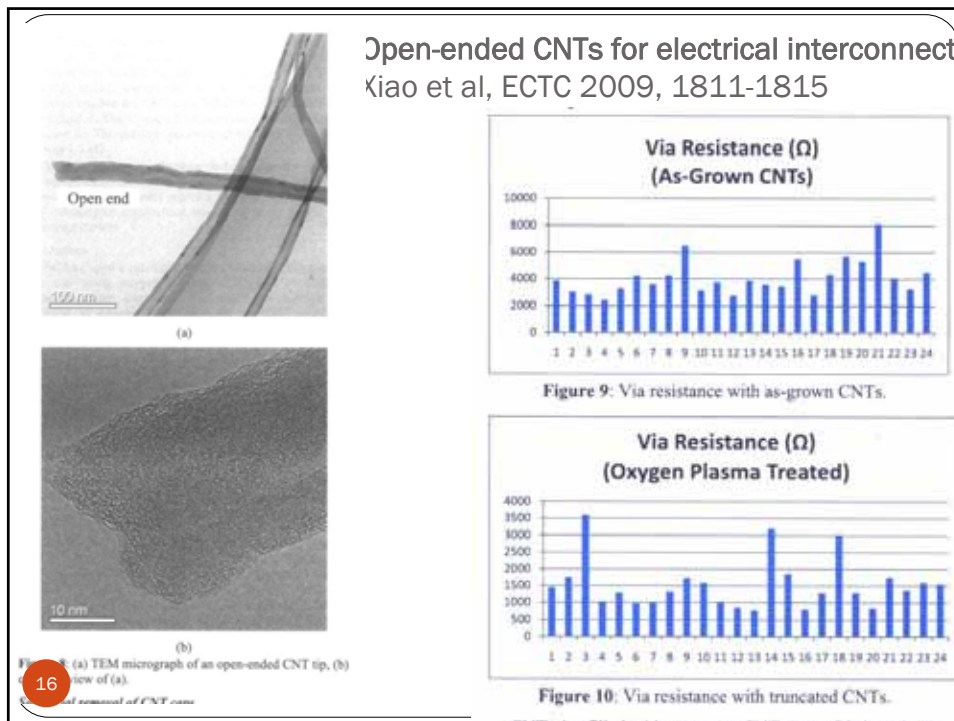 Open-ended CNTs for electrical interconnect
Xiao et al, ECTC 2009, 1811-1815
Open end
100 nm
(a)
10 nm
(b)
(a) TEM micrograph of an open-ended CNT tip, (b)
view of (a).
removal of CNT caps
16
Via Resistance (Ω)
(As-Grown CNTs)
10000
8000
6000
4000
2000
0
1 2 3 4 5 6 7 8 9 10 11 12 13 14 15 16 17 18 19 20 21 22 23 24
Figure 9: Via resistance with as-grown CNTs.
Via Resistance (Ω)
(Oxygen Plasma Treated)
4000
3500
3000
2500
2000
1500
1000
500
0
1 2 3 4 5 6 7 8 9 10 11 12 13 14 15 16 17 18 19 20 21 22 23 24
Figure 10: Via resistance with truncated CNTs.